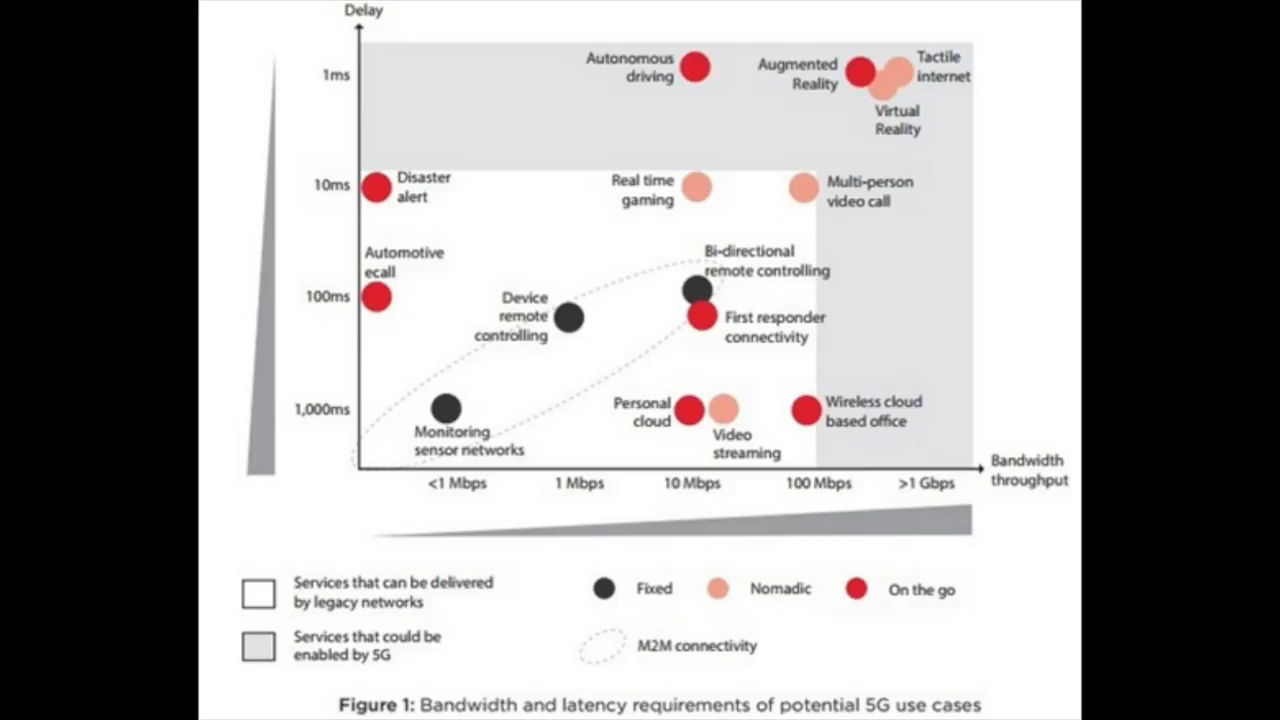 Delay
Autonomous
driving
Augmented
Reality
Tactile
internet
1ms
Virtual
Reality
10ms
Disaster
alert
Real time
gaming
Multi-person
video call
Automotive
ecall
Bi-directional
remote controlling
100ms
Device
remote
controlling
First responder
connectivity
1,000ms
Personal
cloud
Wireless cloud
based office
Monitoring
sensor networks
Video
streaming
Bandwidth
throughput
<1 Mbps
1 Mbps
10 Mbps
100 Mbps
>1 Gbps
Services that can be delivered
by legacy networks
Fixed
Nomadic
On the go
Services that could be
enabled by 5G
M2M connectivity
Figure 1: Bandwidth and latency requirements of potential 5G use cases